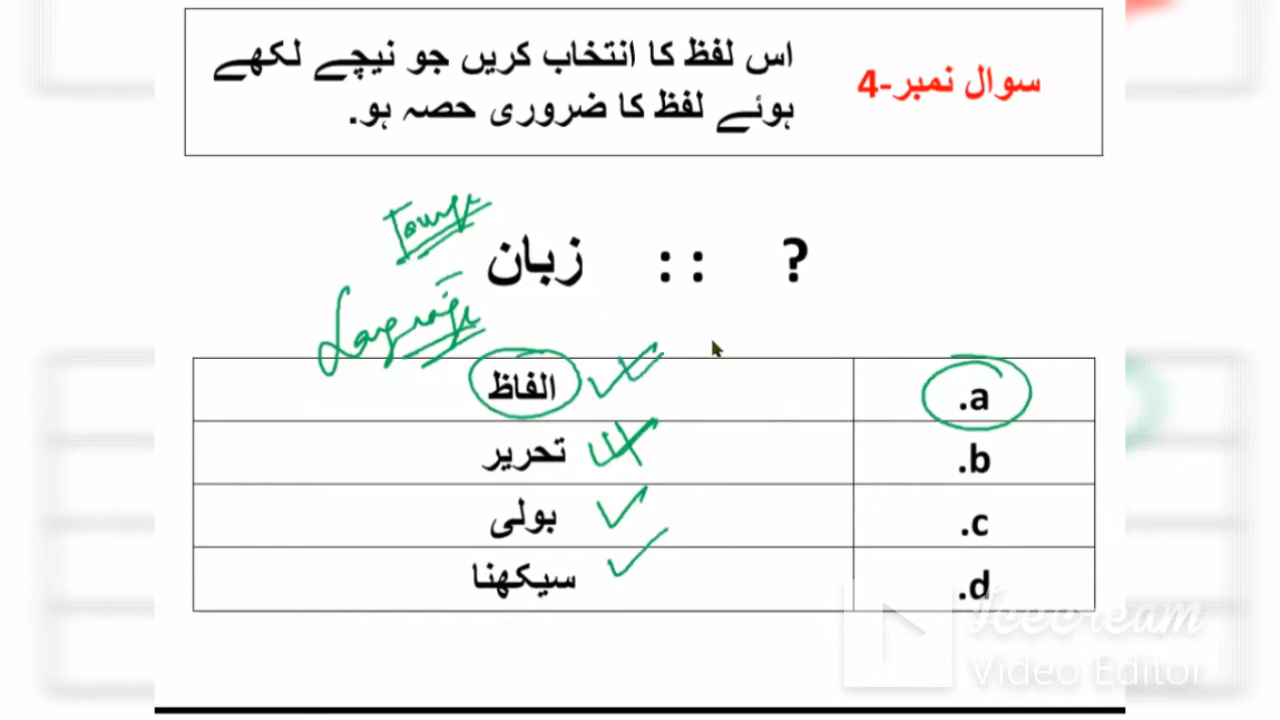 سوال نمبر-4
اس لفظ کا انتخاب کریں جو نیچے لکھے
ہوئے لفظ کا ضروری حصہ ہو.
زبان :: ?
Language
.a الفاظ
.b تحریر
.c بولی
.d سیکھنا
Icecream
Video Editor